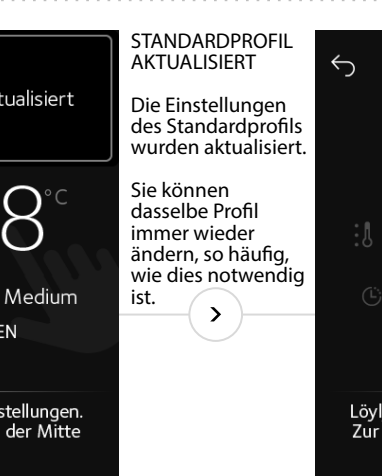 tualisiert
8°C
Medium
EN
stellungen.
der Mitte
STANDARDPROFIL
AKTUALISIERT
Die Einstellungen
des Standardprofils
wurden aktualisiert.
Sie können
dasselbe Profil
immer wieder
ändern, so häufig,
wie dies notwendig
ist.
Löyl
Zur